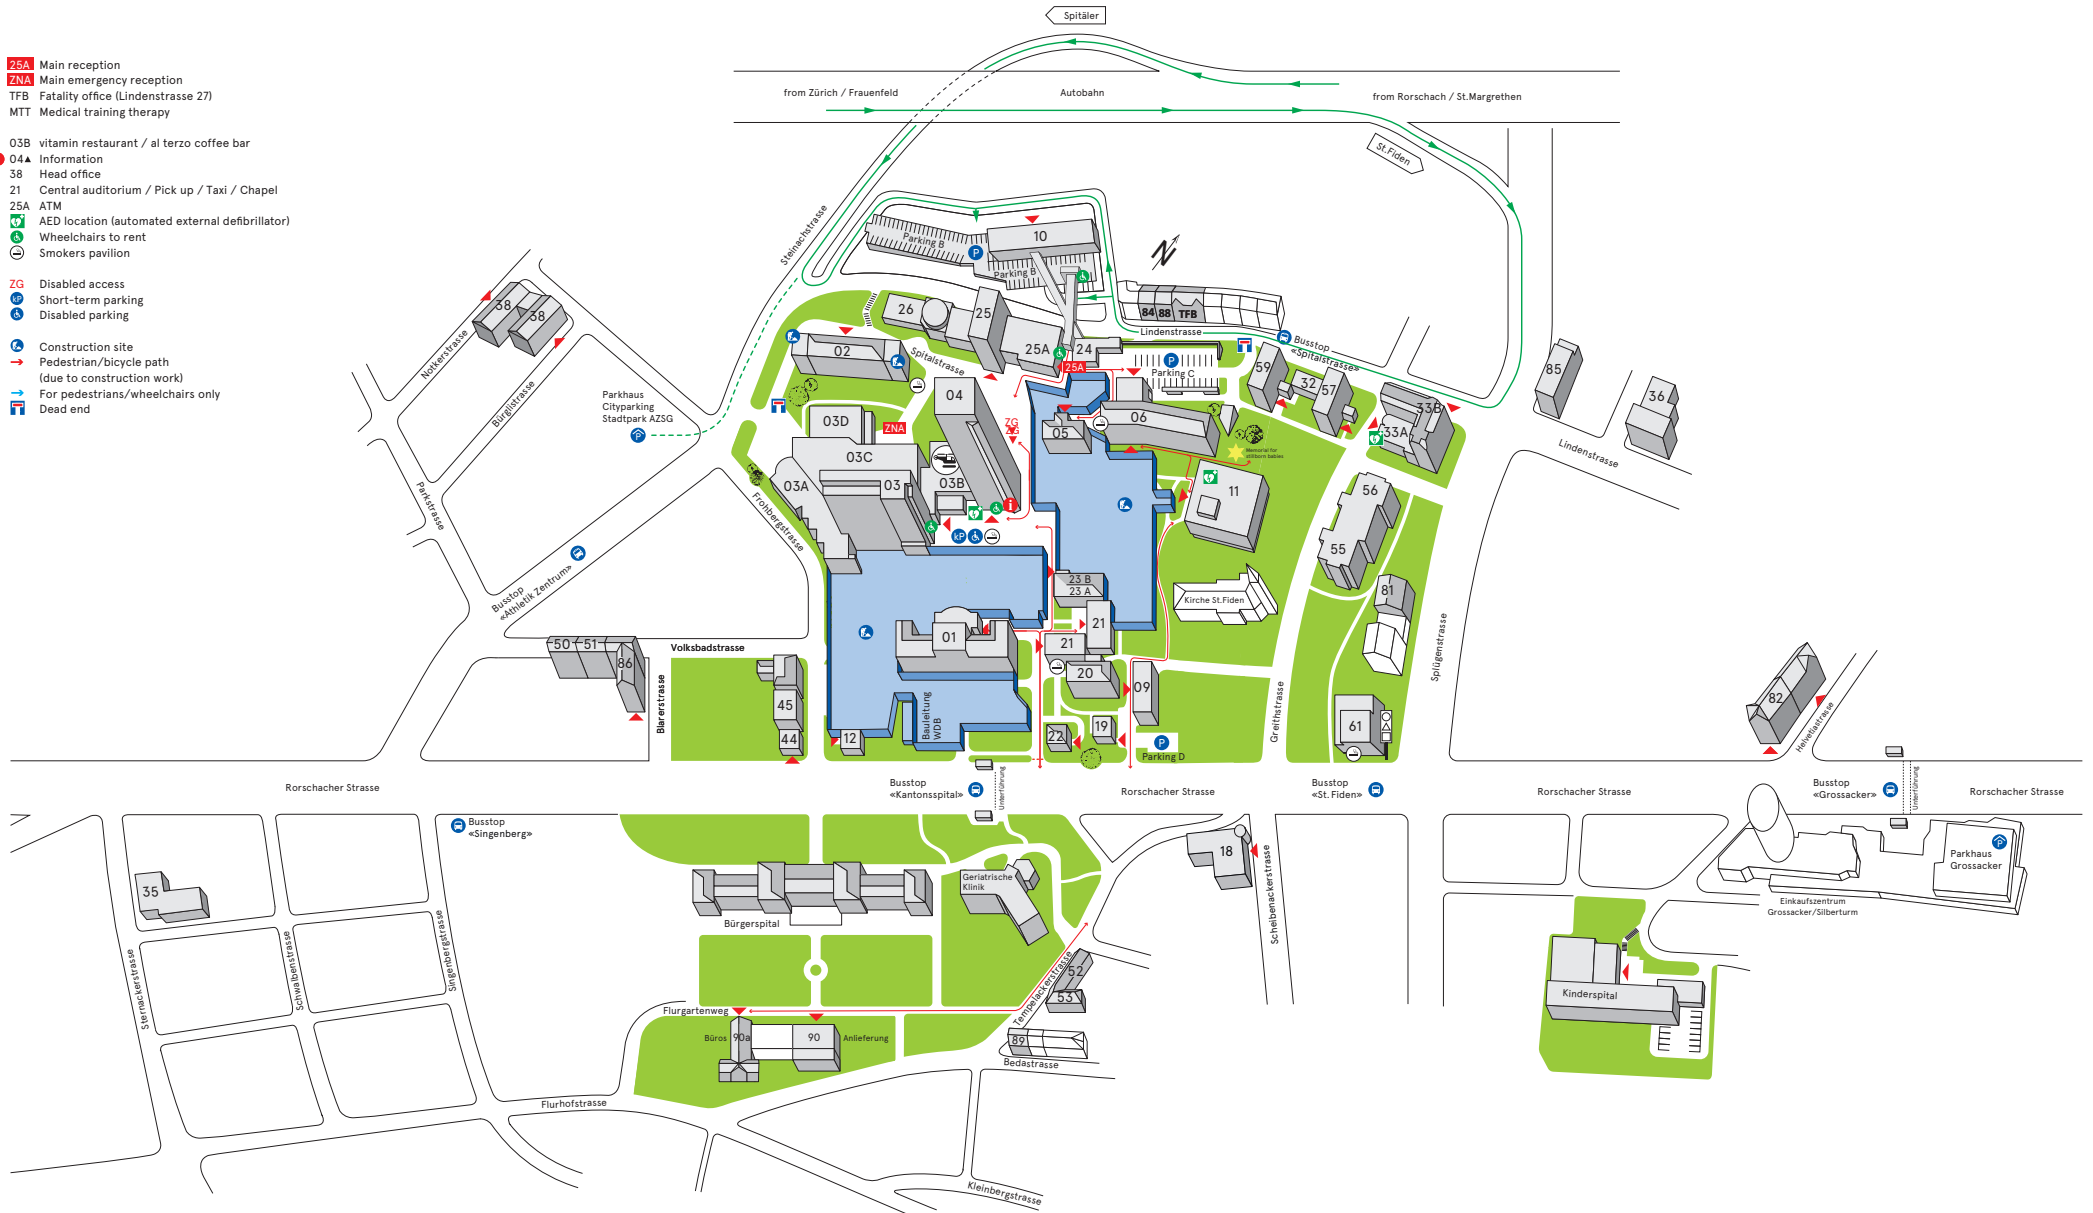 Spitäler
25A Main reception
ZNA Main emergency reception
TFB Fatality office (Lindenstrasse 27)
MTT Medical training therapy
03B vitamin restaurant / al terzo coffee bar
04▲ Information
38 Head office
21 Central auditorium / Pick up / Taxi / Chapel
25A ATM
AED location (automated external defibrillator)
Wheelchairs to rent
Smokers pavilion
ZG Disabled access
kP Short-term parking
Disabled parking
Construction site
Pedestrian/bicycle path
(due to construction work)
For pedestrians/wheelchairs only
Dead end
from Zürich / Frauenfeld
Autobahn
from Rorschach / St.Margrethen
St.Fiden
Steinachstrasse
Parking B
P
10
Parking B
N
26
25
25A
24
25A
84
88
TFB
Lindenstrasse
Busstop
«Spitalstrasse»
P
Parking C
02
Spitalstrasse
38
38
Notkerstrasse
Bürglistrasse
Parkstrasse
Parkhaus
Cityparking
Stadtpark AZSG
P
04
03D
ZNA
03C
03A
03
03B
ZG
ZG
i
kP
05
06
Memorial for
stillborn babies
11
59
32
57
33B
33A
85
36
Lindenstrasse
56
55
81
61
Splügenstrasse
Greithstrasse
Kirche St.Fiden
Frohbergstrasse
Busstop
«Athletik Zentrum»
23 B
23 A
21
21
20
09
19
22
P
Parking D
01
Bauleitung
WDB
12
50
51
86
Volksbadstrasse
Blarerstrasse
45
44
82
Helvetiastrasse
Rorschacher Strasse
Busstop
«Kantonsspital»
Unterführung
Rorschacher Strasse
Busstop
«St. Fiden»
Rorschacher Strasse
Busstop
«Grossacker»
Unterführung
Rorschacher Strasse
Busstop
«Singenberg»
35
Sternackerstrasse
Schwalbenstrasse
Singenbergstrasse
Bürgerspital
Geriatrische
Klinik
18
Scheibenackerstrasse
P
Parkhaus
Grossacker
Einkaufszentrum
Grossacker/Silberturm
Kinderspital
52
53
Tempelackerstrasse
Flurgartenweg
Büros
90a
90
Anlieferung
89
Bedastrasse
Flurhofstrasse
Kleinbergstrasse